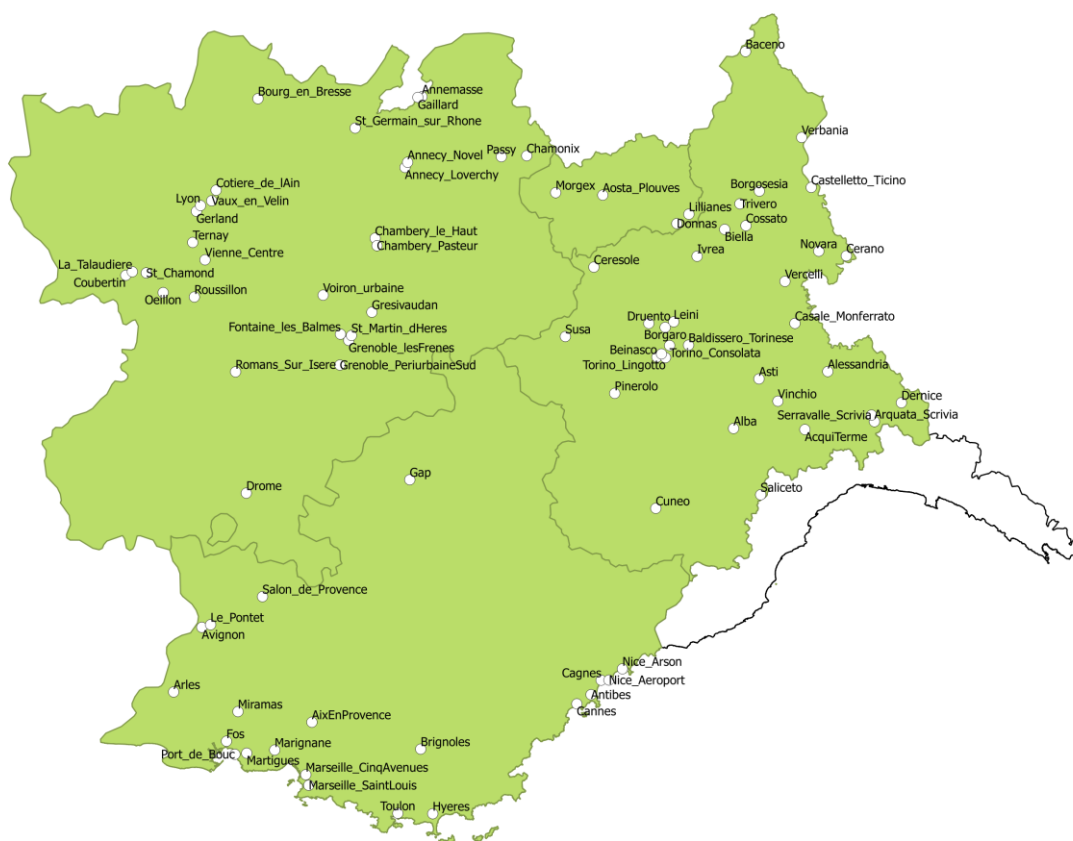 Baceno
Annemasse
Bourg_en_Bresse
Gaillard
St_Germain_sur_Rhone
Verbania
Annecy_Novel
Passy
Chamonix
Annecy_Loverchy
Cotiere_de_lAin
Morgex
Aosta_Plouves
Borgosesia
Castelletto_Ticino
Lyon
Vaux_en_Velin
Trivero
Gerland
Lillianes
Donnas
Cossato
Ternay
Chambery_le_Haut
Biella
Chambery_Pasteur
Vienne_Centre
Ivrea
Novara
Cerano
La_Talaudiere
St_Chamond
Ceresole
Coubertin
Vercelli
Oeillon
Roussillon
Voiron_urbaine
Gresivaudan
Fontaine_les_Balmes
St_Martin_dHeres
Susa
Druento
Leini
Casale_Monferrato
Borgaro
Grenoble_lesFrenes
Baldissero_Torinese
Beinasco
Torino_Consolata
Romans_Sur_Isere
Grenoble_PeriurbaineSud
Torino_Lingotto
Asti
Alessandria
Pinerolo
Vinchio
Dernice
Serravalle_Scrivia
Arquata_Scrivia
Alba
AcquiTerme
Gap
Drome
Saliceto
Cuneo
Salon_de_Provence
Le_Pontet
Avignon
Nice_Arson
Cagnes
Nice_Aeroport
Arles
Antibes
Miramas
Cannes
AixEnProvence
Fos
Marignane
Brignoles
Port_de_Bouc
Martigues
Marseille_CinqAvenues
Marseille_SaintLouis
Toulon
Hyeres